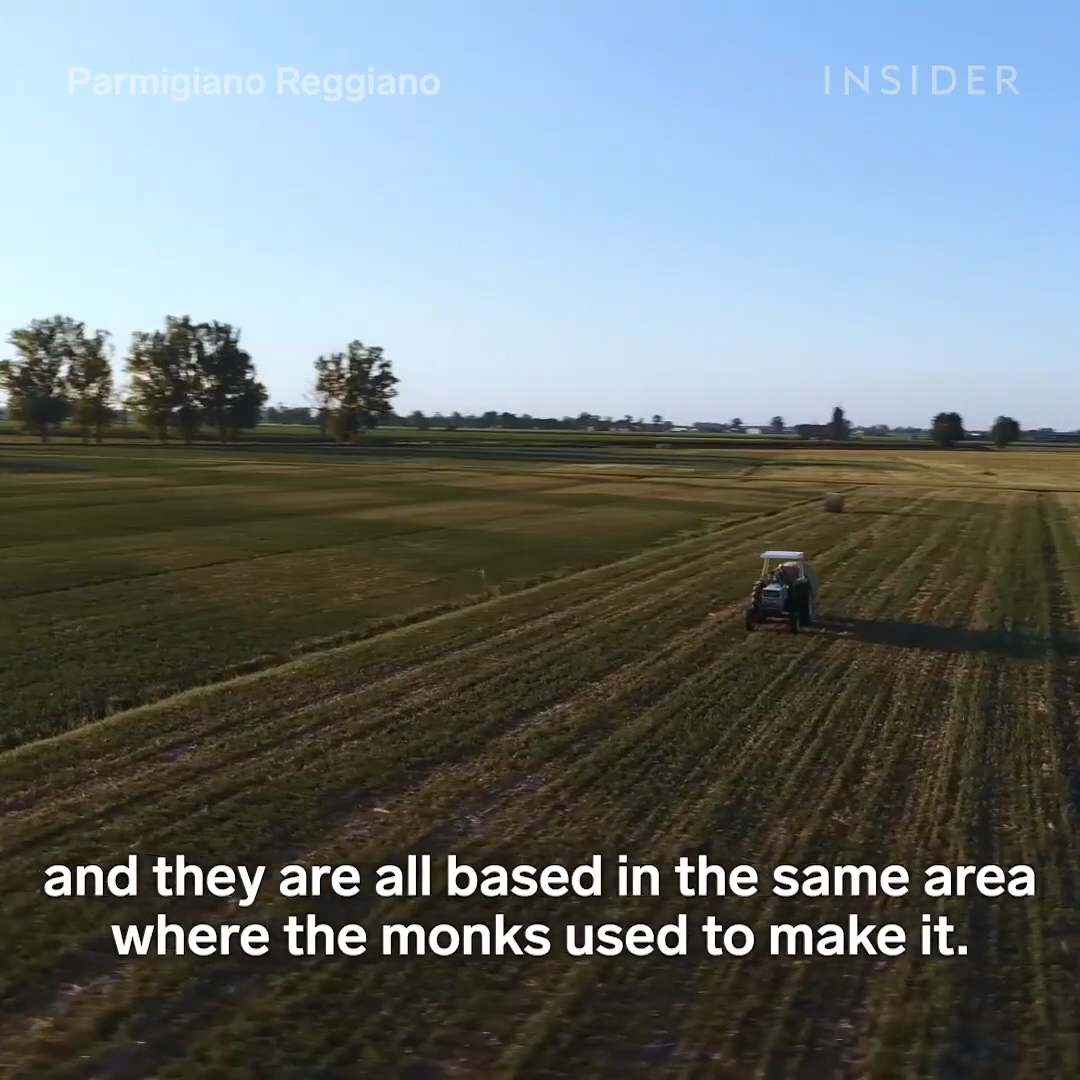 Parmigiano Reggiano
INSIDER
and they are all based in the same area
where the monks used to make it.